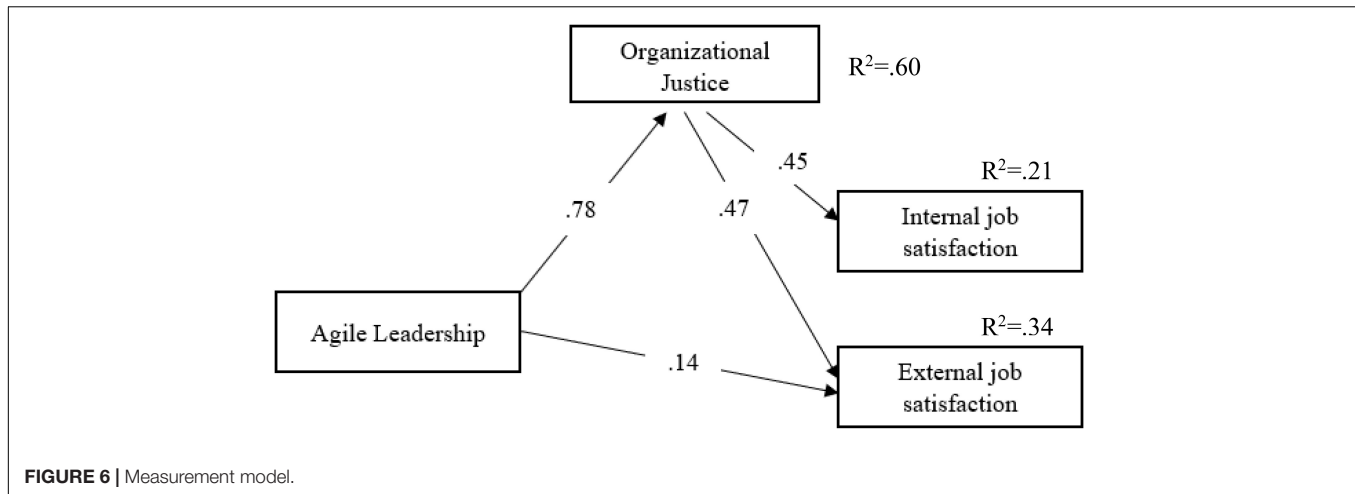 Organizational
Justice
R²=.60
.45
R²=.21
.78
.47
Internal job
satisfaction
Agile Leadership
R²=.34
.14
External job
satisfaction
FIGURE 6 | Measurement model.